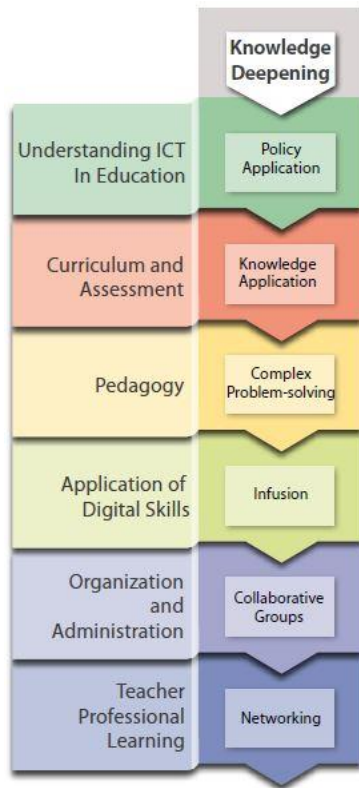 Knowledge
Deepening
Understanding ICT
In Education
Policy
Application
Curriculum and
Assessment
Knowledge
Application
Pedagogy
Complex
Problem-solving
Application of
Digital Skills
Infusion
Organization
and
Administration
Collaborative
Groups
Teacher
Professional
Learning
Networking